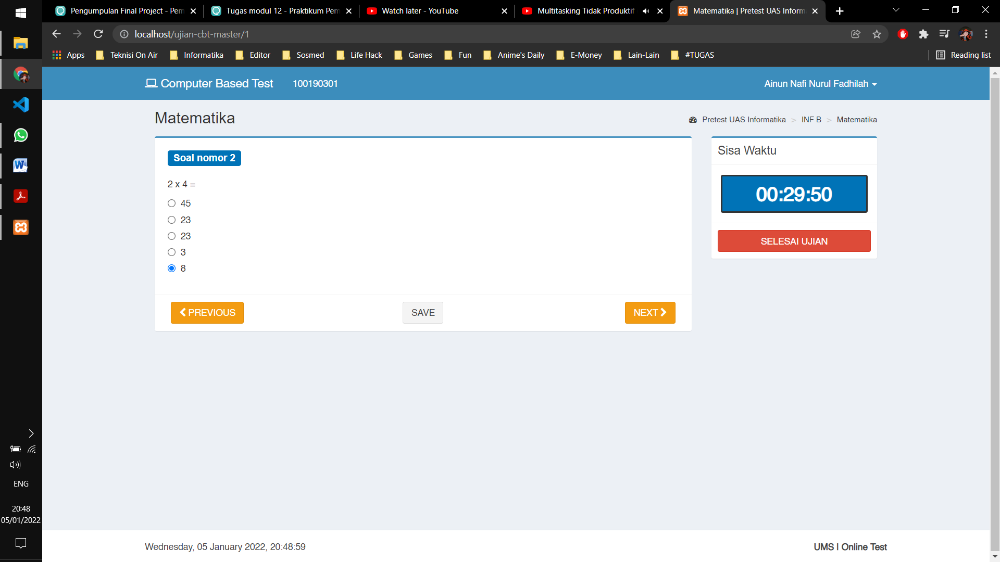 Pengumpulan Final Project - Pem
Tugas modul 12 - Praktikum Pem
Watch later - YouTube
Multitasking Tidak Produktif
Matematika | Pretest UAS Inform
localhost/ujian-cbt-master/1
Apps
Teknisi On Air
Informatika
Editor
Sosmed
Life Hack
Games
Fun
Anime's Daily
E-Money
Lain-Lain
#TUGAS
Reading list
Computer Based Test
100190301
Ainun Nafi Nurul Fadhilah
Matematika
Pretest UAS Informatika > INF B > Matematika
Soal nomor 2
2 x 4 =
45
23
23
3
8
PREVIOUS
SAVE
NEXT
Sisa Waktu
00:29:50
SELESAI UJIAN
ENG
20:48
05/01/2022
Wednesday, 05 January 2022, 20:48:59
UMS | Online Test